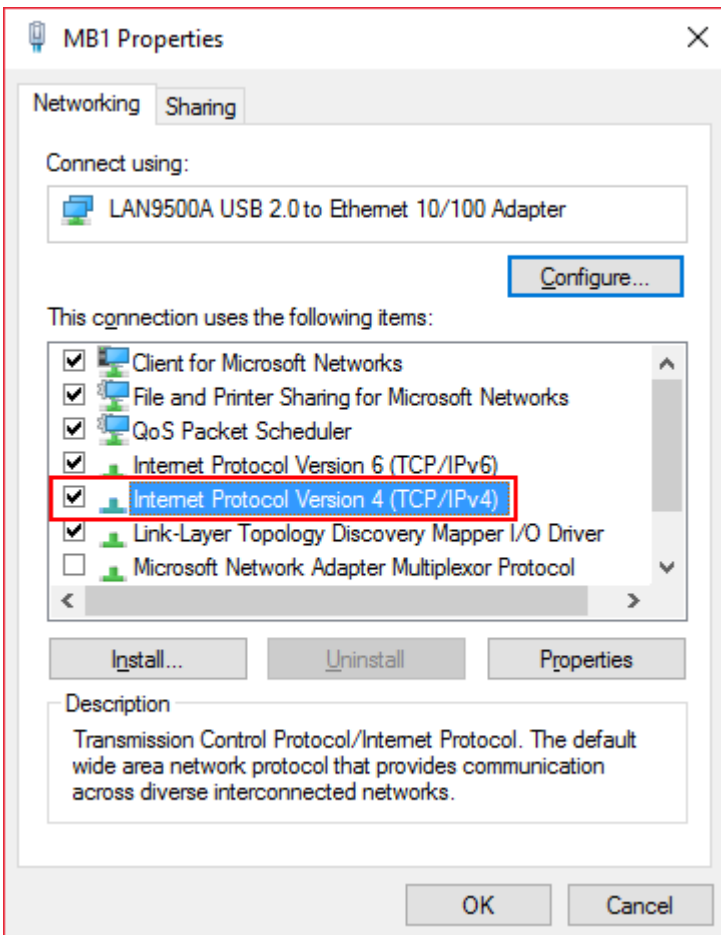 MB1 Properties
Networking
Sharing
Connect using:
LAN9500A USB 2.0 to Ethernet 10/100 Adapter
Configure...
This connection uses the following items:
Client for Microsoft Networks
File and Printer Sharing for Microsoft Networks
QoS Packet Scheduler
Internet Protocol Version 6 (TCP/IPv6)
Internet Protocol Version 4 (TCP/IPv4)
Link-Layer Topology Discovery Mapper I/O Driver
Microsoft Network Adapter Multiplexor Protocol
Install...
Uninstall
Properties
Description
Transmission Control Protocol/Internet Protocol. The default
wide area network protocol that provides communication
across diverse interconnected networks.
OK
Cancel